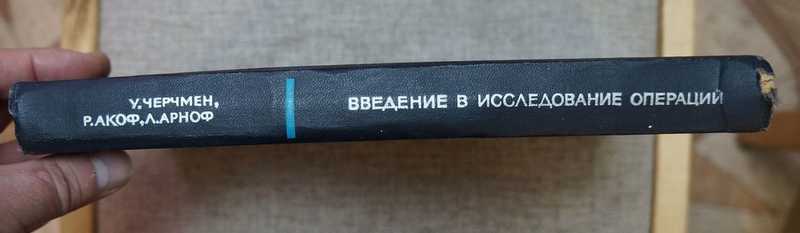 У. ЧЕРЧМЕН,
Р. АКОФ, Л. АРНОФ
ВВЕДЕНИЕ В ИССЛЕДОВАНИЕ ОПЕРАЦИЙ